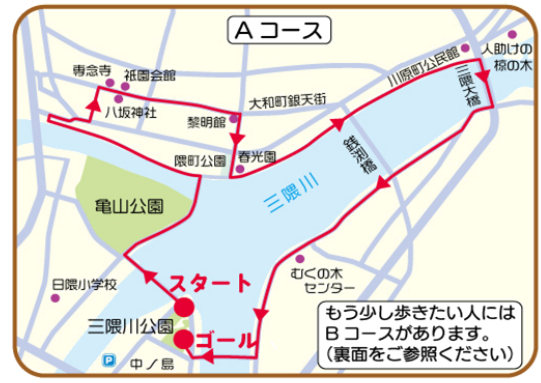 A コース
川原町公民館
人助けの
椋の木
三隈大橋
専念寺
祇園会館
八坂神社
大和町銀天街
黎明館
隈町公園
春光園
銭渕橋
三隈川
亀山公園
日隈小学校
スタート
むくの木
センター
三隈川公園
ゴール
P
中ノ島
もう少し歩きたい人には
B コースがあります。
（裏面をご参照ください）